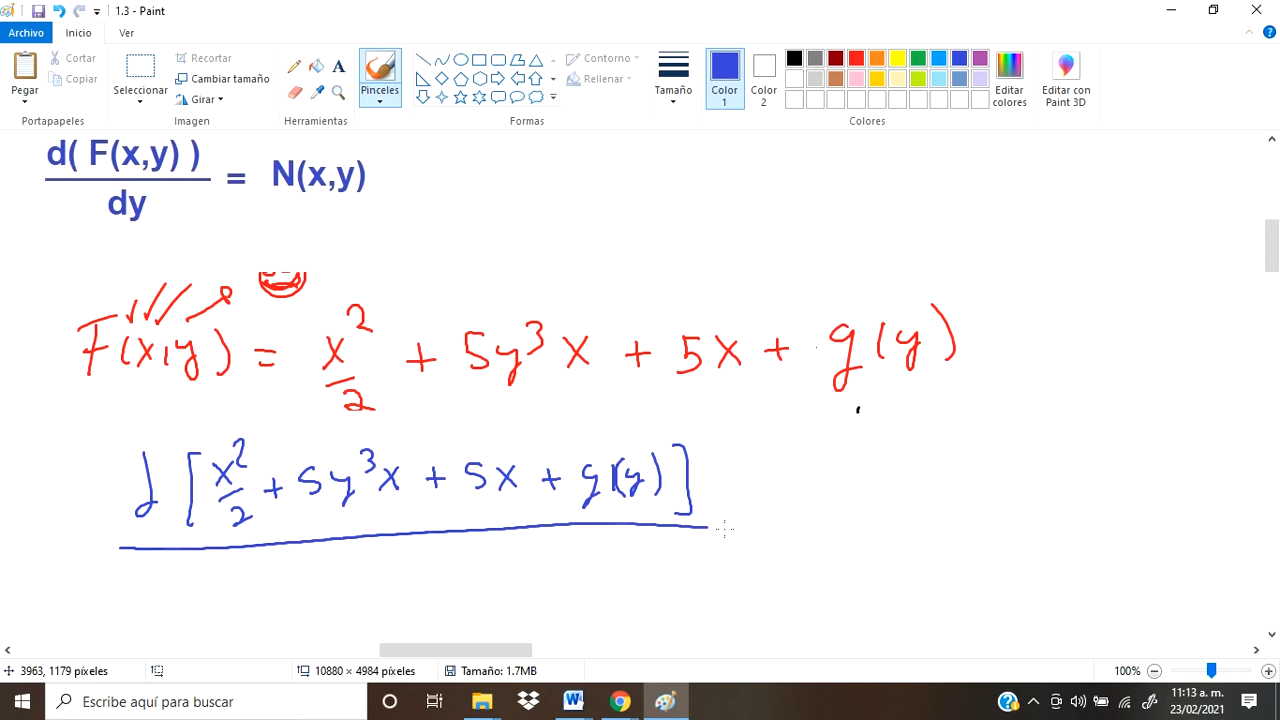 1.3 - Paint
Archivo Inicio Ver
Pegar
Cortar
Copiar
Portapapeles
Seleccionar
Recortar
Cambiar tamaño
Girar
Imagen
A
Herramientas
Pinceles
Contorno
Rellenar
Formas
Tamaño
Color 1
Color 2
Editar colores
Editar con Paint 3D
Colores
d( F(x,y) )
dy
= N(x,y)
F(x,y) = x²/2 + 5y³x + 5x + g(y)
d [x²/2 + 5y³x + 5x + g(y)]
3963, 1179 píxeles
10880 × 4984 píxeles
Tamaño: 1.7MB
100%
Escribe aquí para buscar
11:13 a. m.
23/02/2021